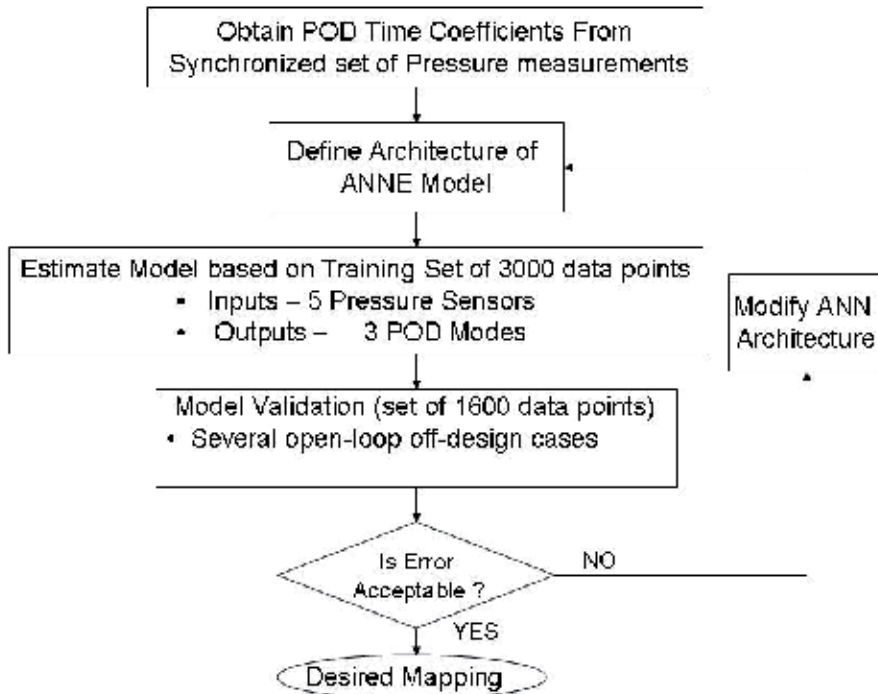 Obtain POD Time Coefficients From
Synchronized set of Pressure measurements
Define Architecture of
ANNE Model
Estimate Model based on Training Set of 3000 data points
• Inputs – 5 Pressure Sensors
• Outputs – 3 POD Modes
Modify ANN
Architecture
Model Validation (set of 1600 data points)
• Several open-loop off-design cases
Is Error
Acceptable ?
NO
YES
Desired Mapping